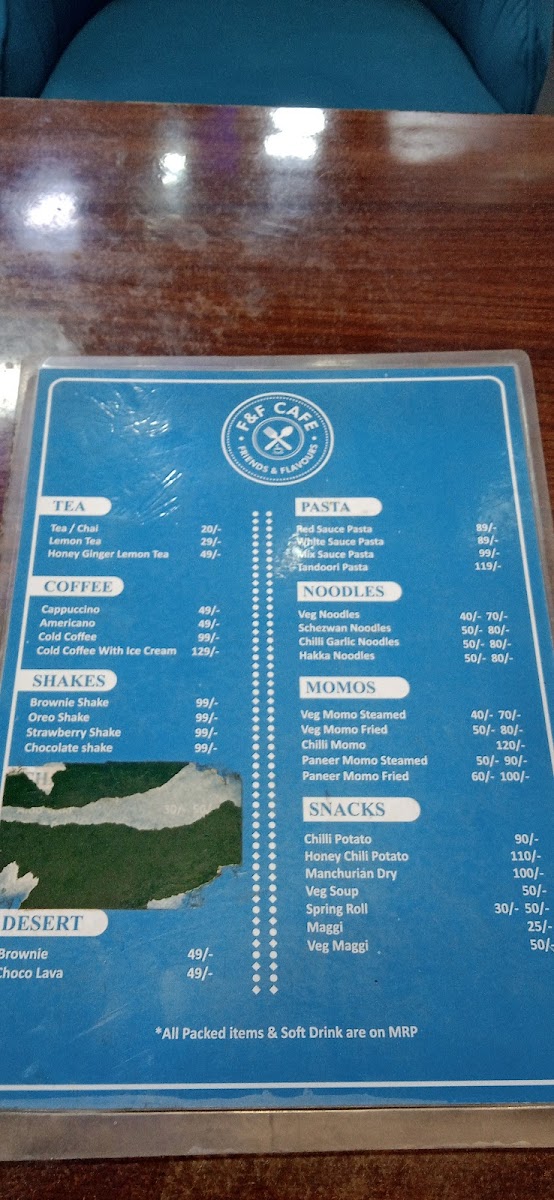 F&F CAFE
FRIENDS & FLAVOURS
TEA
Tea / Chai 20/-
Lemon Tea 29/-
Honey Ginger Lemon Tea 49/-
COFFEE
Cappuccino 49/-
Americano 49/-
Cold Coffee 99/-
Cold Coffee With Ice Cream 129/-
SHAKES
Brownie Shake 99/-
Oreo Shake 99/-
Strawberry Shake 99/-
Chocolate shake 99/-
DESERT
Brownie 49/-
Choco Lava 49/-
PASTA
Red Sauce Pasta 89/-
White Sauce Pasta 89/-
Mix Sauce Pasta 99/-
Tandoori Pasta 119/-
NOODLES
Veg Noodles 40/- 70/-
Schezwan Noodles 50/- 80/-
Chilli Garlic Noodles 50/- 80/-
Hakka Noodles 50/- 80/-
MOMOS
Veg Momo Steamed 40/- 70/-
Veg Momo Fried 50/- 80/-
Chilli Momo 120/-
Paneer Momo Steamed 50/- 90/-
Paneer Momo Fried 60/- 100/-
SNACKS
Chilli Potato 90/-
Honey Chili Potato 110/-
Manchurian Dry 100/-
Veg Soup 50/-
Spring Roll 30/- 50/-
Maggi 25/-
Veg Maggi 50/-
*All Packed items & Soft Drink are on MRP